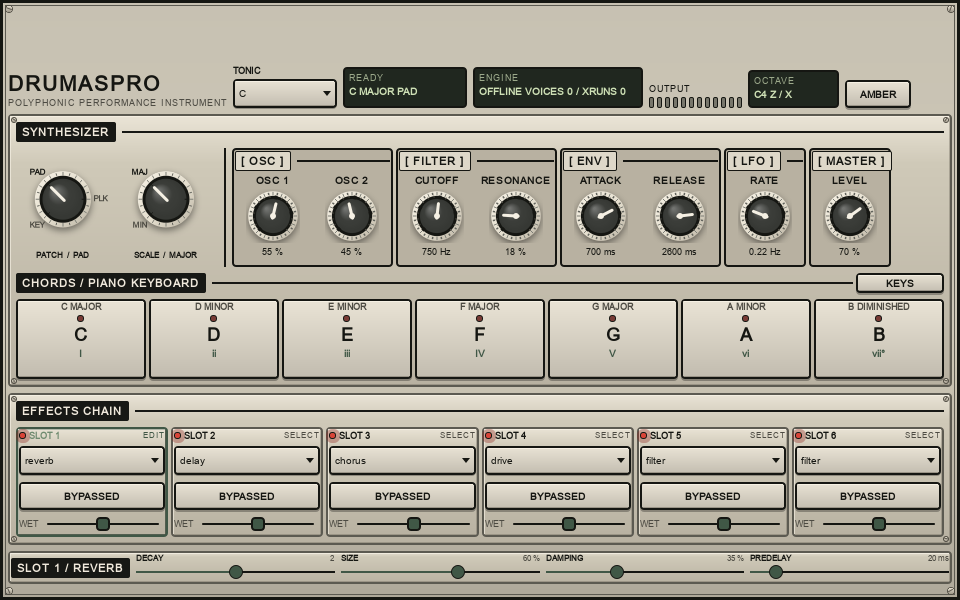 DRUMASPRO
POLYPHONIC PERFORMANCE INSTRUMENT
TONIC
C
READY
C MAJOR PAD
ENGINE
OFFLINE VOICES 0 / XRUNS 0
OUTPUT
OCTAVE
C4 Z / X
AMBER
SYNTHESIZER
PAD
PLK
KEY
PATCH / PAD
MAJ
MIN
SCALE / MAJOR
[ OSC ]
OSC 1
OSC 2
55 %
45 %
[ FILTER ]
CUTOFF
RESONANCE
750 Hz
18 %
[ ENV ]
ATTACK
RELEASE
700 ms
2600 ms
[ LFO ]
RATE
0.22 Hz
[ MASTER ]
LEVEL
70 %
CHORDS / PIANO KEYBOARD
KEYS
C MAJOR
C
I
D MINOR
D
ii
E MINOR
E
iii
F MAJOR
F
IV
G MAJOR
G
V
A MINOR
A
vi
B DIMINISHED
B
vii°
EFFECTS CHAIN
SLOT 1 EDIT
reverb
BYPASSED
WET
SLOT 2 SELECT
delay
BYPASSED
WET
SLOT 3 SELECT
chorus
BYPASSED
WET
SLOT 4 SELECT
drive
BYPASSED
WET
SLOT 5 SELECT
filter
BYPASSED
WET
SLOT 6 SELECT
filter
BYPASSED
WET
SLOT 1 / REVERB
DECAY 2
SIZE 60 %
DAMPING 35 %
PREDELAY 20 ms